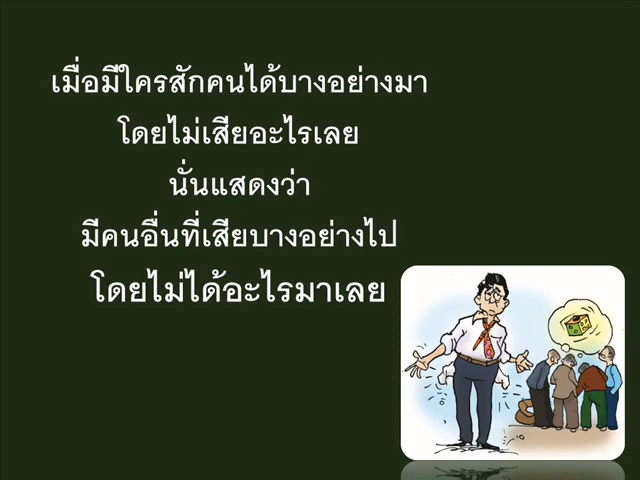 เมื่อมีใครสักคนได้บางอย่างมา
โดยไม่เสียอะไรเลย
นั่นแสดงว่า
มีคนอื่นที่เสียบางอย่างไป
โดยไม่ได้อะไรมาเลย